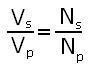 Vs/Vp = Ns/Np